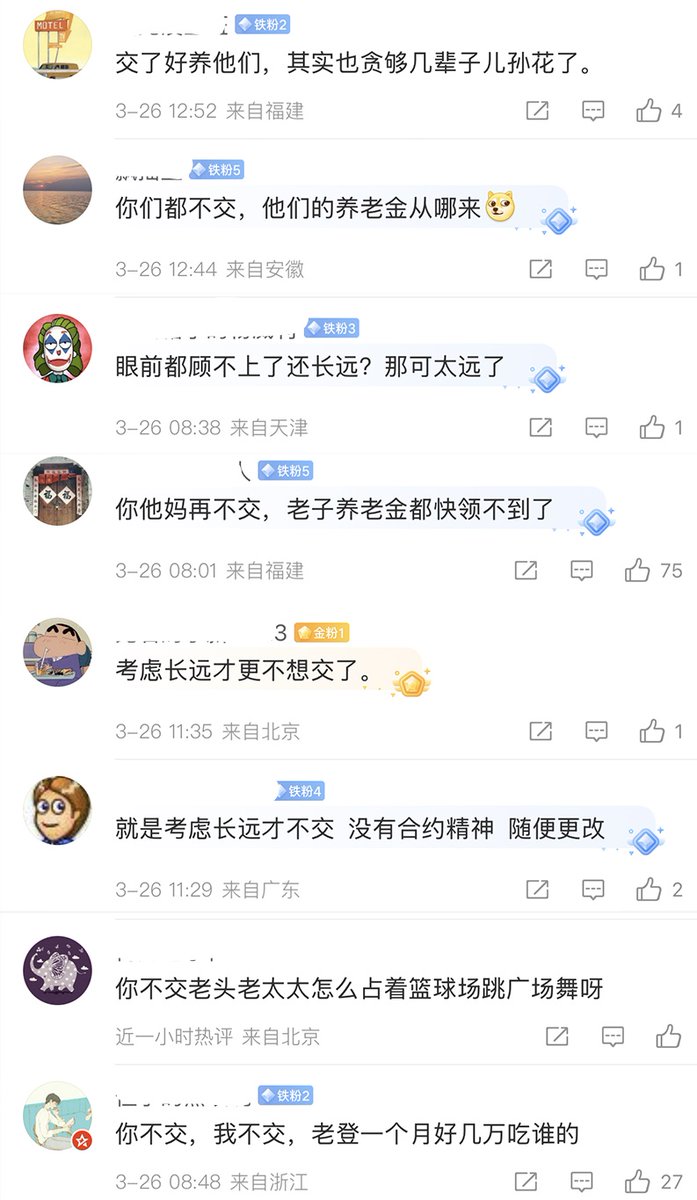 MOTEL
铁粉2
交了好养他们，其实也贪够几辈子儿孙花了。
3-26 12:52 来自福建
4
铁粉5
你们都不交，他们的养老金从哪来
3-26 12:44 来自安徽
1
铁粉3
眼前都顾不上了还长远？那可太远了
3-26 08:38 来自天津
1
铁粉5
你他妈再不交，老子养老金都快领不到了
3-26 08:01 来自福建
75
3
金粉1
考虑长远才更不想交了。
3-26 11:35 来自北京
1
铁粉4
就是考虑长远才不交 没有合约精神 随便更改
3-26 11:29 来自广东
2
你不交老头老太太怎么占着篮球场跳广场舞呀
近一小时热评 来自北京
铁粉2
你不交，我不交，老登一个月好几万吃谁的
3-26 08:48 来自浙江
27